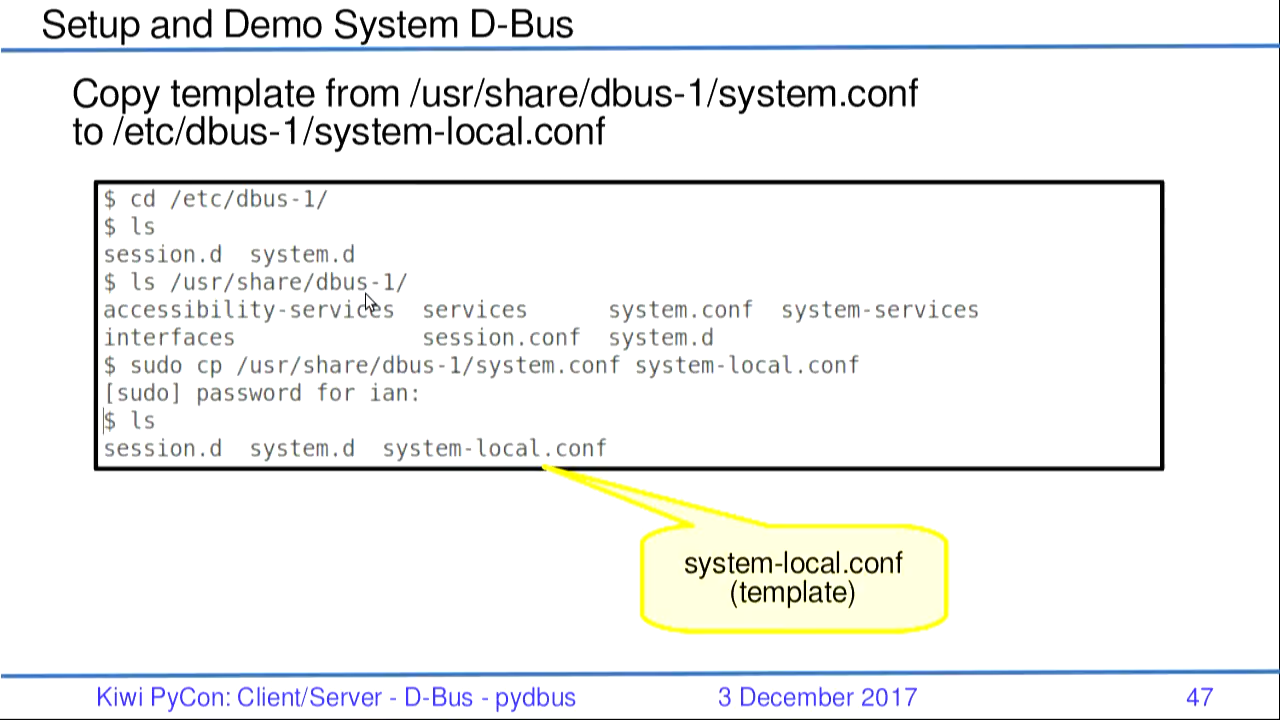 Setup and Demo System D-Bus
Copy template from /usr/share/dbus-1/system.conf
to /etc/dbus-1/system-local.conf
$ cd /etc/dbus-1/
$ ls
session.d  system.d
$ ls /usr/share/dbus-1/
accessibility-services  services      system.conf  system-services
interfaces              session.conf  system.d
$ sudo cp /usr/share/dbus-1/system.conf system-local.conf
[sudo] password for ian:
$ ls
session.d  system.d  system-local.conf
system-local.conf
(template)
Kiwi PyCon: Client/Server - D-Bus - pydbus 3 December 2017 47